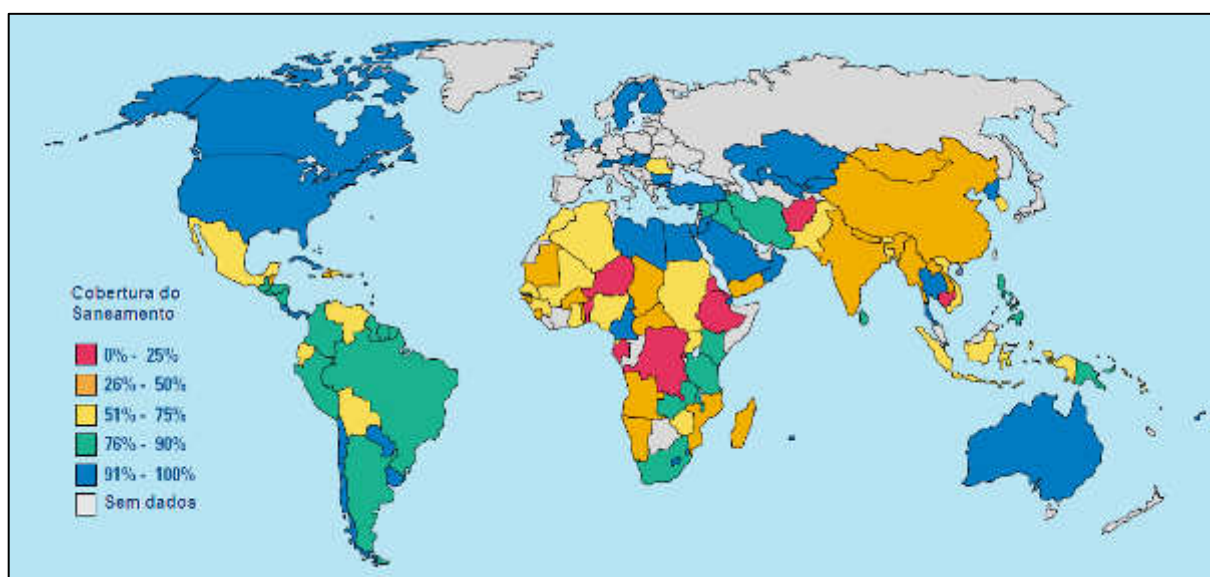 Cobertura do
Saneamento
0% - 25%
26% - 50%
51% - 75%
76% - 90%
91% - 100%
Sem dados